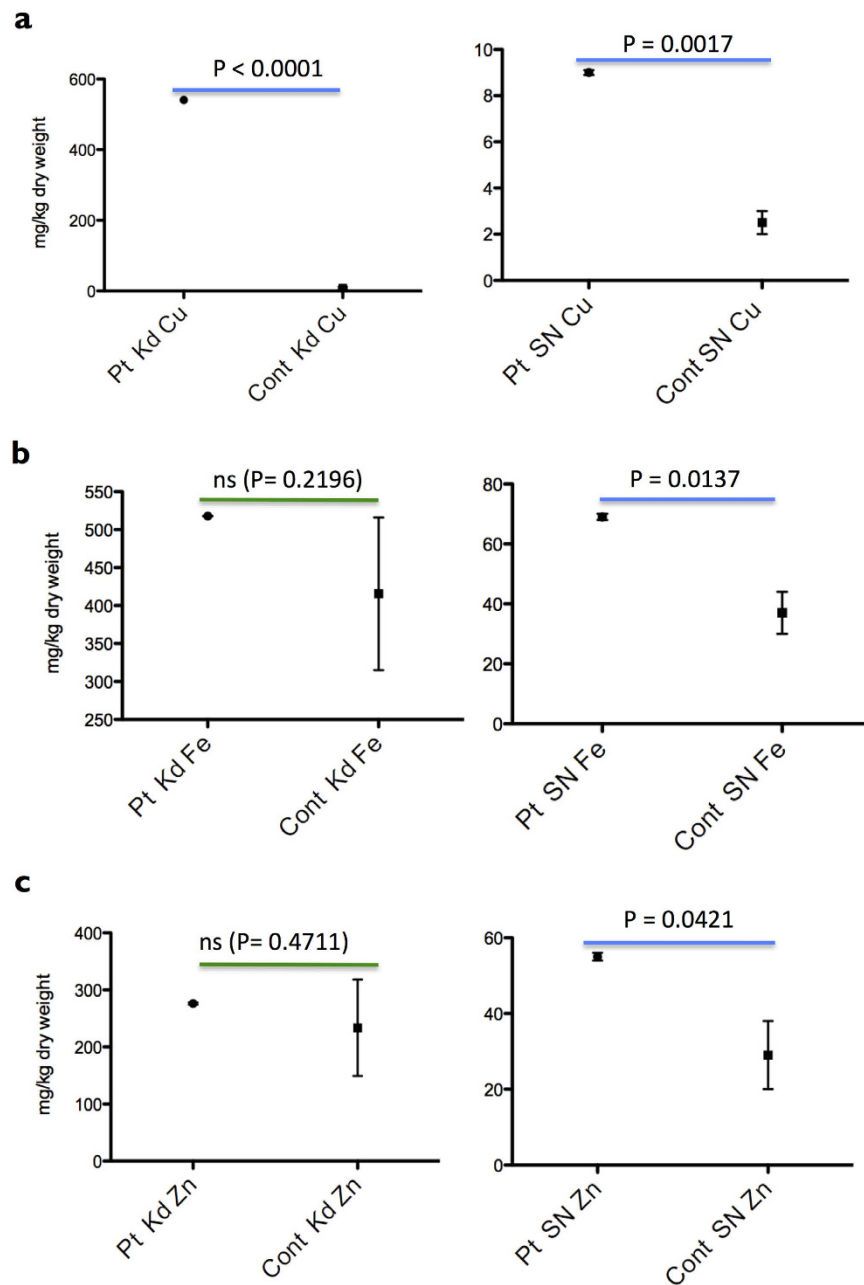 a
P < 0.0001
mg/kg dry weight
600
400
200
0
Pt Kd Cu
Cont Kd Cu
P = 0.0017
10
8
6
4
2
0
Pt SN Cu
Cont SN Cu
b
ns (P= 0.2196)
mg/kg dry weight
550
500
450
400
350
300
250
Pt Kd Fe
Cont Kd Fe
P = 0.0137
80
60
40
20
0
Pt SN Fe
Cont SN Fe
c
ns (P= 0.4711)
mg/kg dry weight
400
300
200
100
0
Pt Kd Zn
Cont Kd Zn
P = 0.0421
60
40
20
0
Pt SN Zn
Cont SN Zn